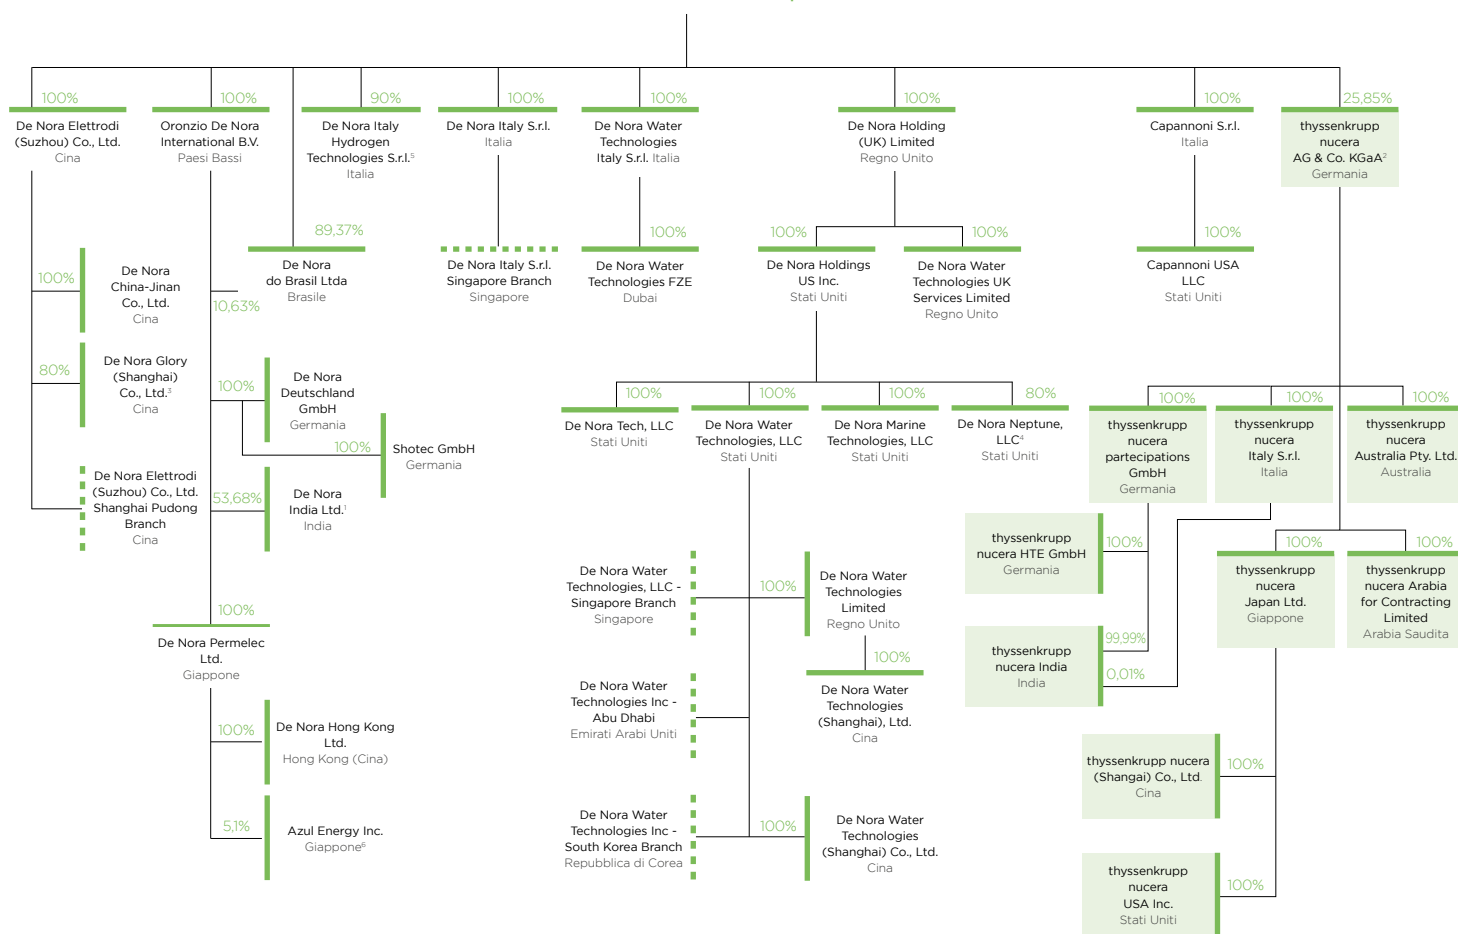 100%
De Nora Elettrodi
(Suzhou) Co., Ltd.
Cina
100%
Oronzio De Nora
International B.V.
Paesi Bassi
90%
De Nora Italy
Hydrogen
Technologies S.r.l.⁵
Italia
100%
De Nora Italy S.r.l.
Italia
100%
De Nora Water
Technologies
Italy S.r.l. Italia
100%
De Nora Holding
(UK) Limited
Regno Unito
100%
Capannoni S.r.l.
Italia
25,85%
thyssenkrupp
nucera
AG & Co. KGaA²
Germania
89,37%
De Nora
do Brasil Ltda
Brasile
10,63%
De Nora Italy S.r.l.
Singapore Branch
Singapore
100%
De Nora Water
Technologies FZE
Dubai
100%
De Nora Holdings
US Inc.
Stati Uniti
100%
De Nora Water
Technologies UK
Services Limited
Regno Unito
100%
Capannoni USA
LLC
Stati Uniti
100%
De Nora
China-Jinan
Co., Ltd.
Cina
80%
De Nora Glory
(Shanghai)
Co., Ltd.³
Cina
De Nora Elettrodi
(Suzhou) Co., Ltd.
Shanghai Pudong
Branch
Cina
100%
De Nora
Deutschland
GmbH
Germania
100%
Shotec GmbH
Germania
53,68%
De Nora
India Ltd.¹
India
100%
De Nora Permelec
Ltd.
Giappone
100%
De Nora Hong Kong
Ltd.
Hong Kong (Cina)
5,1%
Azul Energy Inc.
Giappone⁶
100%
De Nora Tech, LLC
Stati Uniti
100%
De Nora Water
Technologies, LLC
Stati Uniti
100%
De Nora Marine
Technologies, LLC
Stati Uniti
80%
De Nora Neptune,
LLC⁴
Stati Uniti
De Nora Water
Technologies, LLC -
Singapore Branch
Singapore
100%
De Nora Water
Technologies
Limited
Regno Unito
100%
De Nora Water
Technologies
(Shanghai), Ltd.
Cina
De Nora Water
Technologies Inc -
Abu Dhabi
Emirati Arabi Uniti
De Nora Water
Technologies Inc -
South Korea Branch
Repubblica di Corea
100%
De Nora Water
Technologies
(Shanghai) Co., Ltd.
Cina
100%
thyssenkrupp
nucera
partecipations
GmbH
Germania
100%
thyssenkrupp
nucera
Italy S.r.l.
Italia
100%
thyssenkrupp
nucera
Australia Pty. Ltd.
Australia
thyssenkrupp
nucera HTE GmbH
Germania
100%
thyssenkrupp
nucera India
India
99,99%
0,01%
100%
thyssenkrupp
nucera
Japan Ltd.
Giappone
100%
thyssenkrupp
nucera Arabia
for Contracting
Limited
Arabia Saudita
thyssenkrupp nucera
(Shangai) Co., Ltd.
Cina
100%
thyssenkrupp
nucera
USA Inc.
Stati Uniti
100%